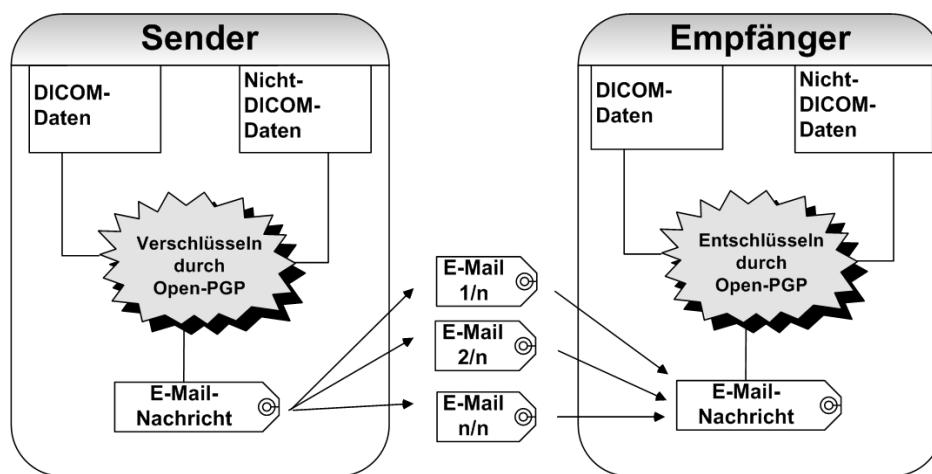 Sender
DICOM-
Daten
Nicht-
DICOM-
Daten
Verschlüsseln
durch
Open-PGP
E-Mail-
Nachricht
E-Mail
1/n
E-Mail
2/n
E-Mail
n/n
Empfänger
DICOM-
Daten
Nicht-
DICOM-
Daten
Entschlüsseln
durch
Open-PGP
E-Mail-
Nachricht